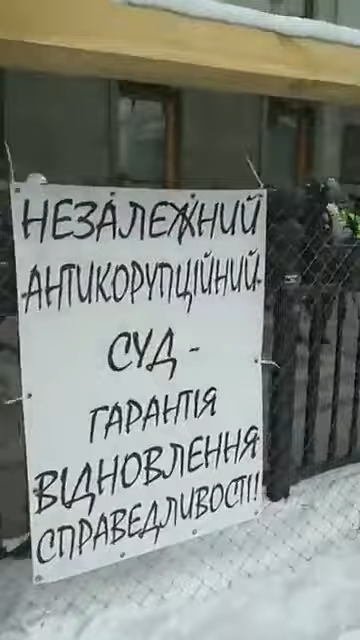 НЕЗАЛЕЖНИЙ
АНТИКОРУПЦІЙНИЙ
СУД -
ГАРАНТІЯ
ВІДНОВЛЕННЯ
СПРАВЕДЛИВОСТІ!